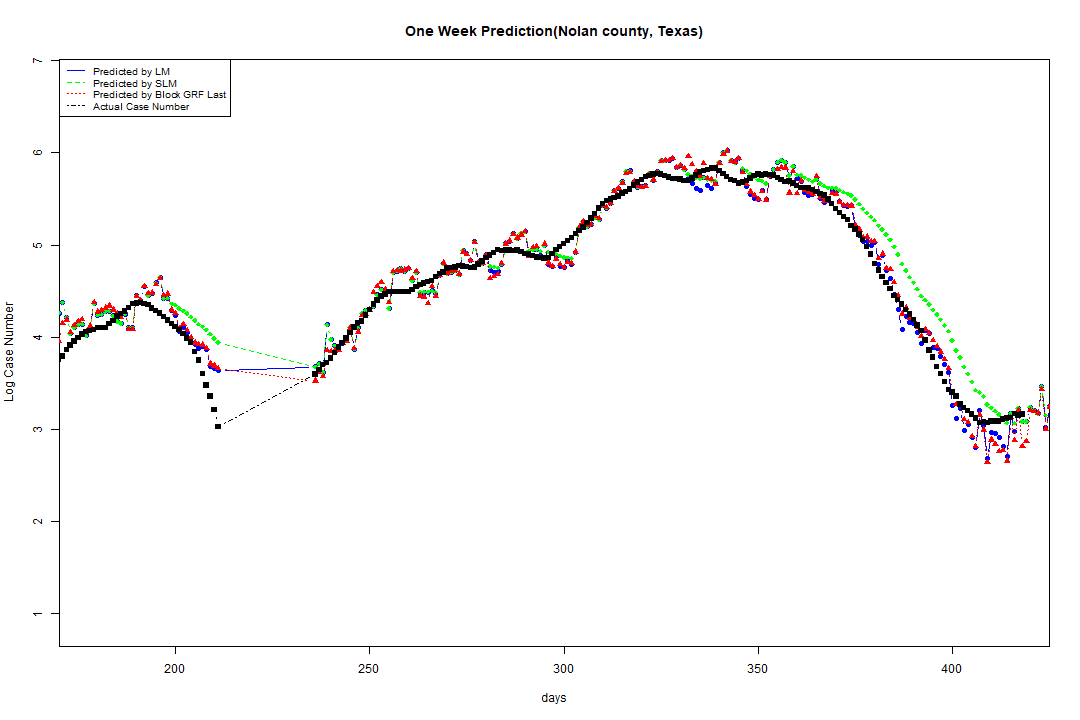 One Week Prediction(Nolan county, Texas)
Predicted by LM
Predicted by SLM
Predicted by Block GRF Last
Actual Case Number
Log Case Number
7
6
5
4
3
2
1
200 250 300 350 400
days